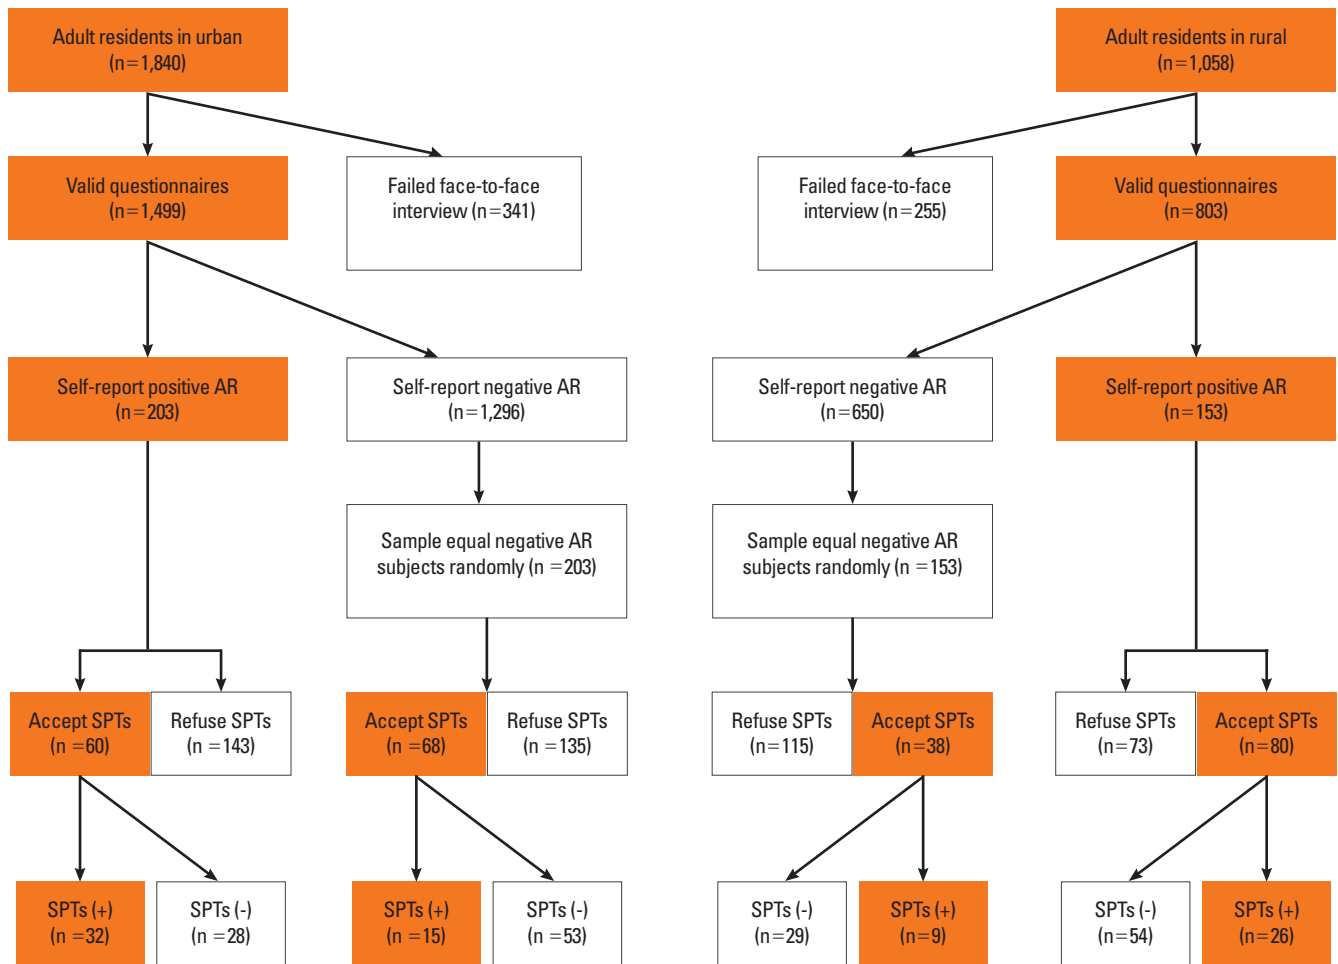 Adult residents in urban
(n=1,840)
Adult residents in rural
(n=1,058)
Valid questionnaires
(n=1,499)
Failed face-to-face
interview (n=341)
Failed face-to-face
interview (n=255)
Valid questionnaires
(n=803)
Self-report positive AR
(n=203)
Self-report negative AR
(n=1,296)
Self-report negative AR
(n=650)
Self-report positive AR
(n=153)
Sample equal negative AR
subjects randomly (n =203)
Sample equal negative AR
subjects randomly (n =153)
Accept SPTs
(n =60)
Refuse SPTs
(n =143)
Accept SPTs
(n =68)
Refuse SPTs
(n =135)
Refuse SPTs
(n=115)
Accept SPTs
(n=38)
Refuse SPTs
(n=73)
Accept SPTs
(n=80)
SPTs (+)
(n =32)
SPTs (-)
(n =28)
SPTs (+)
(n =15)
SPTs (-)
(n =53)
SPTs (-)
(n=29)
SPTs (+)
(n=9)
SPTs (-)
(n=54)
SPTs (+)
(n=26)